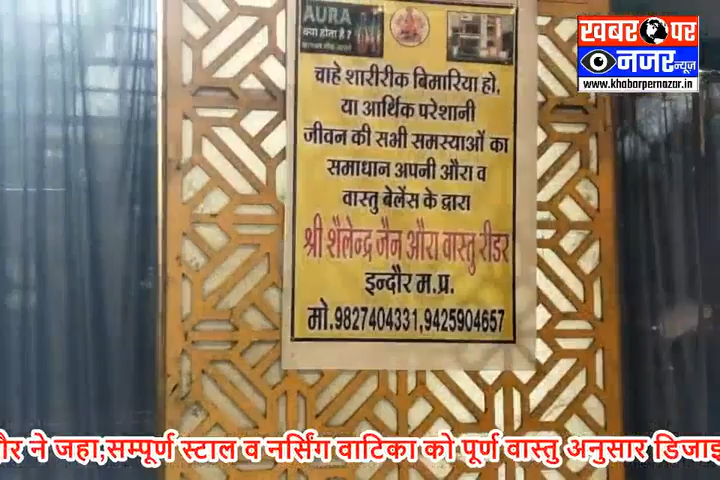 AURA
क्या होता है ?
खबर पर
नजर न्यूज़
www.khabarpernazar.in
चाहे शारीरीक बिमारिया हो,
या आर्थिक परेशानी
जीवन की सभी समस्याओं का
समाधान अपनी औरा व
वास्तु बेलेंस के द्वारा
श्री शैलेन्द्र जैन औरा वास्तु रीडर
इन्दौर म.प्र.
मो.9827404331,9425904657
ौर ने जहा,सम्पूर्ण स्टाल व नर्सिंग वाटिका को पूर्ण वास्तु अनुसार डिजाइ